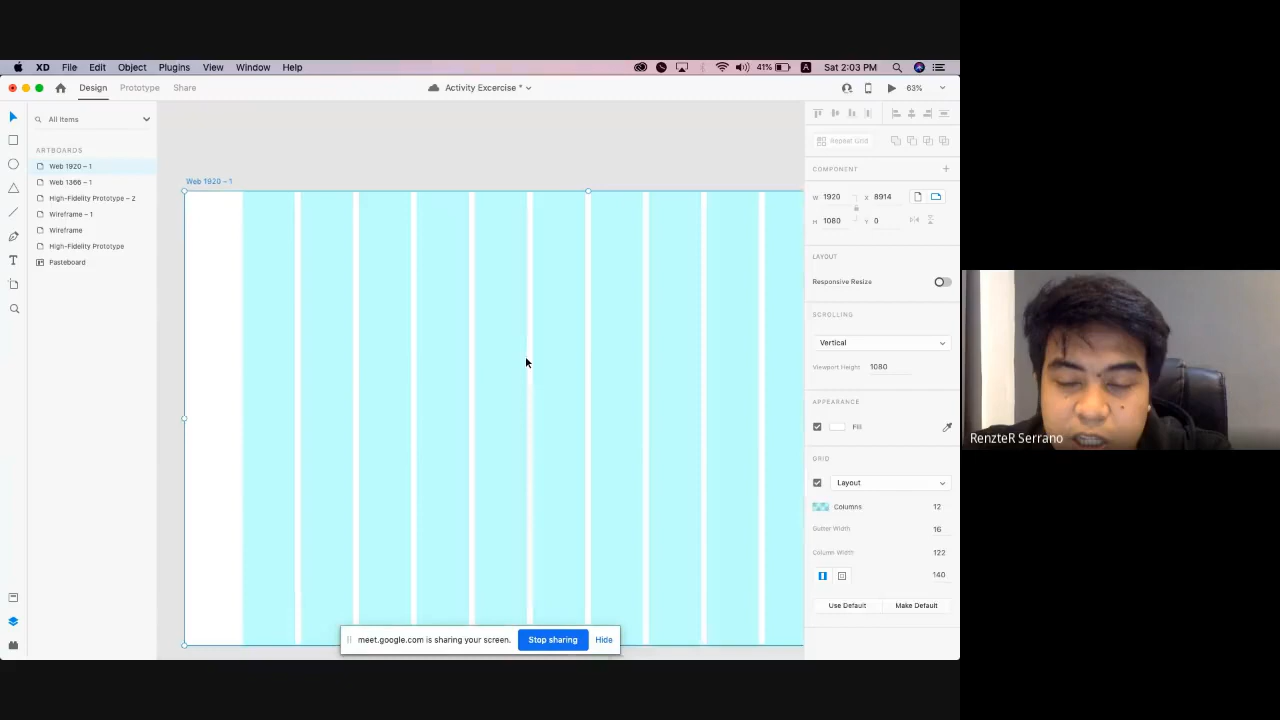 XD File Edit Object Plugins View Window Help
41% A Sat 2:03 PM
Design Prototype Share
Activity Excercise *
63%
All Items
ARTBOARDS
Web 1920 – 1
Web 1366 – 1
High-Fidelity Prototype – 2
Wireframe – 1
Wireframe
High-Fidelity Prototype
Pasteboard
Web 1920 – 1
Repeat Grid
COMPONENT
W 1920 X 8914
H 1080 Y 0
LAYOUT
Responsive Resize
SCROLLING
Vertical
Viewport Height 1080
APPEARANCE
Fill
GRID
Layout
Columns 12
Gutter Width 16
Column Width 122
140
Use Default Make Default
meet.google.com is sharing your screen. Stop sharing Hide
RenzteR Serrano